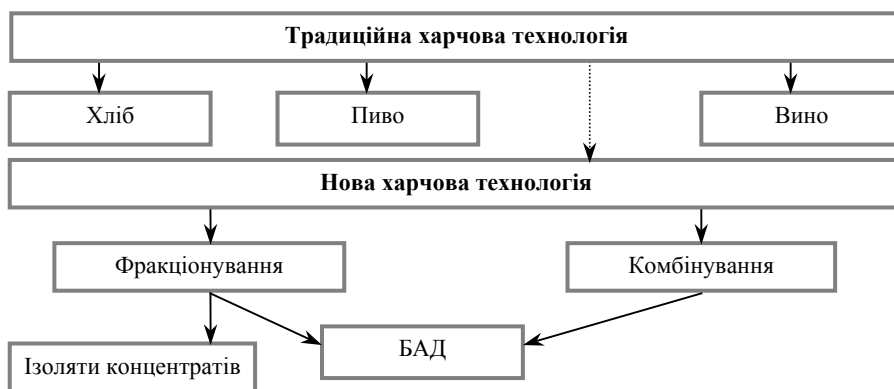 Традиційна харчова технологія
Хліб
Пиво
Вино
Нова харчова технологія
Фракціонування
Комбінування
Ізоляти концентратів
БАД